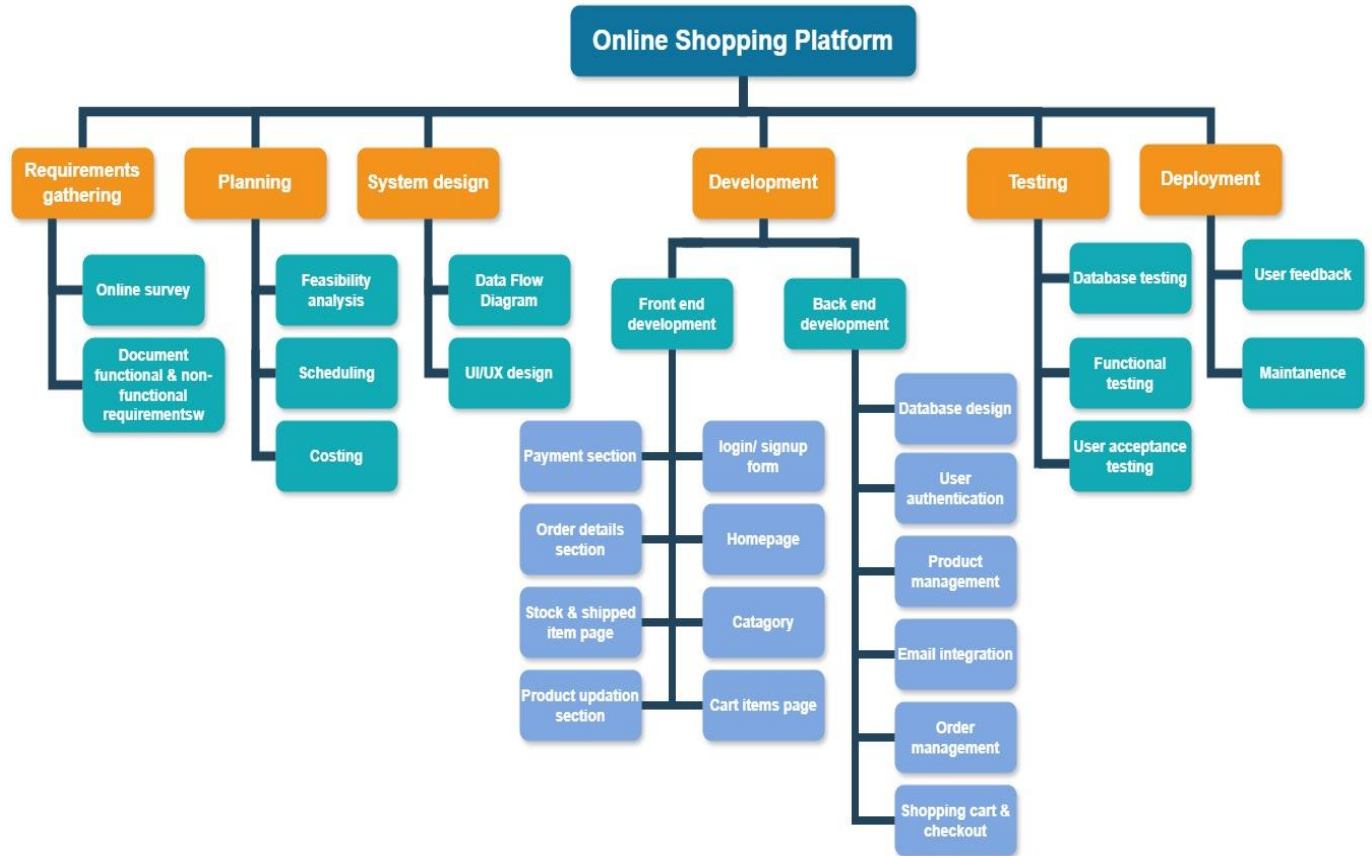 Online Shopping Platform
Requirements
gathering
Planning
System design
Development
Testing
Deployment
Online survey
Document
functional & non-
functional
requirementsw
Feasibility
analysis
Scheduling
Costing
Data Flow
Diagram
UI/UX design
Front end
development
Payment section
login/ signup
form
Order details
section
Homepage
Stock & shipped
item page
Catagory
Product updation
section
Cart items page
Back end
development
Database design
User
authentication
Product
management
Email integration
Order
management
Shopping cart &
checkout
Database testing
Functional
testing
User acceptance
testing
User feedback
Maintanence